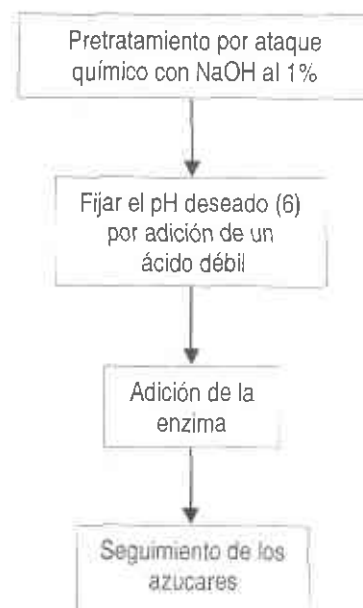 Pretratamiento por ataque
químico con NaOH al 1%
Fijar el pH deseado (6)
por adición de un
ácido débil
Adición de la
enzima
Seguimiento de los
azucares